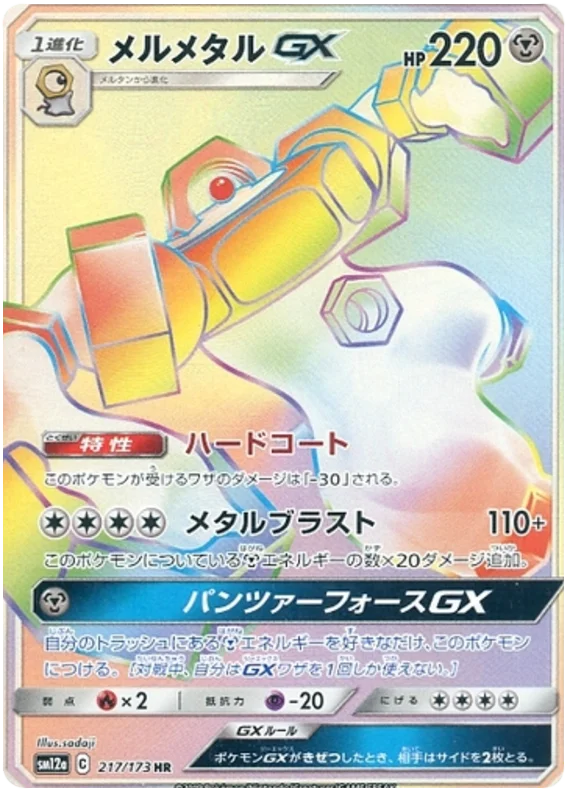 1進化 メルメタルGX HP220
メルタンから進化
とくせい 特性 ハードコート
このポケモンが受けるワザのダメージは「-30」される。
メタルブラスト 110+
このポケモンについているエネルギーの数×20ダメージ追加。
パンツァーフォースGX
自分のトラッシュにあるエネルギーを好きなだけ、このポケモン
につける。[対戦中、自分はGXワザを1回しか使えない。]
弱点 ×2 抵抗力 -20 にげる
Illus.sadaji
GXルール
sm12a C 217/173 HR
ポケモンGXがきぜつしたとき、相手はサイドを2枚とる。